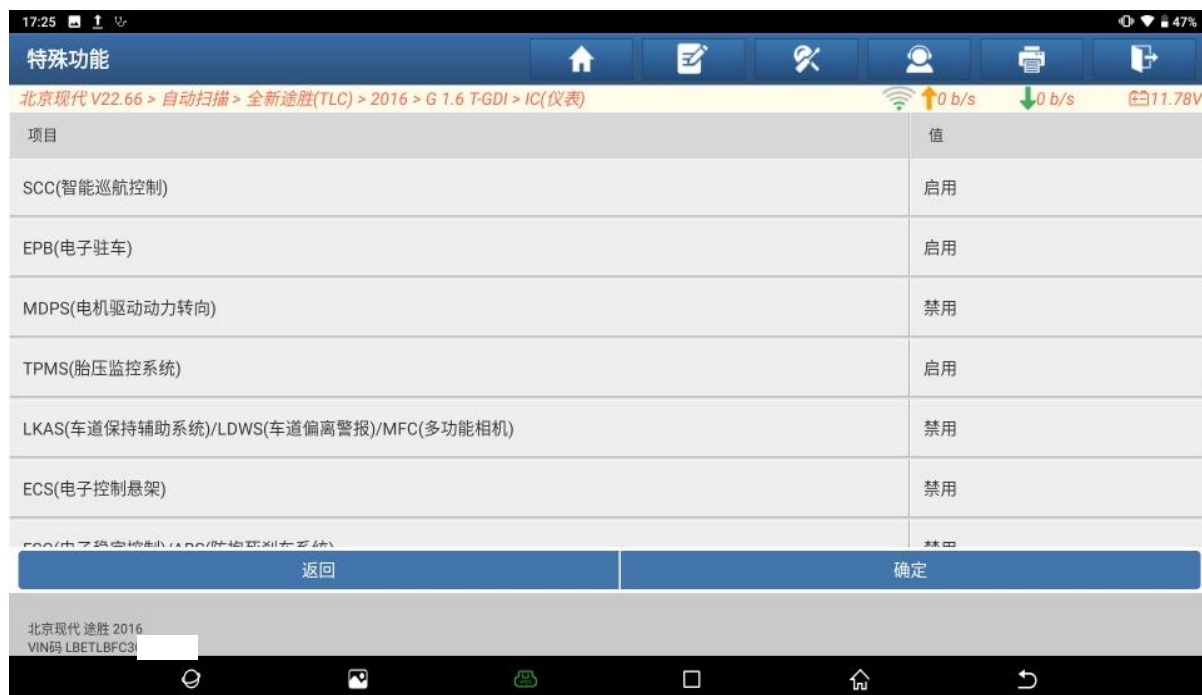 17:25
47%
特殊功能
北京现代 V22.66 > 自动扫描 > 全新途胜(TLC) > 2016 > G 1.6 T-GDI > IC(仪表)
0 b/s
0 b/s
11.78V
项目 值
SCC(智能巡航控制) 启用
EPB(电子驻车) 启用
MDPS(电机驱动动力转向) 禁用
TPMS(胎压监控系统) 启用
LKAS(车道保持辅助系统)/LDWS(车道偏离警报)/MFC(多功能相机) 禁用
ECS(电子控制悬架) 禁用
返回 确定
北京现代 途胜 2016
VIN码 LBETLBFC3